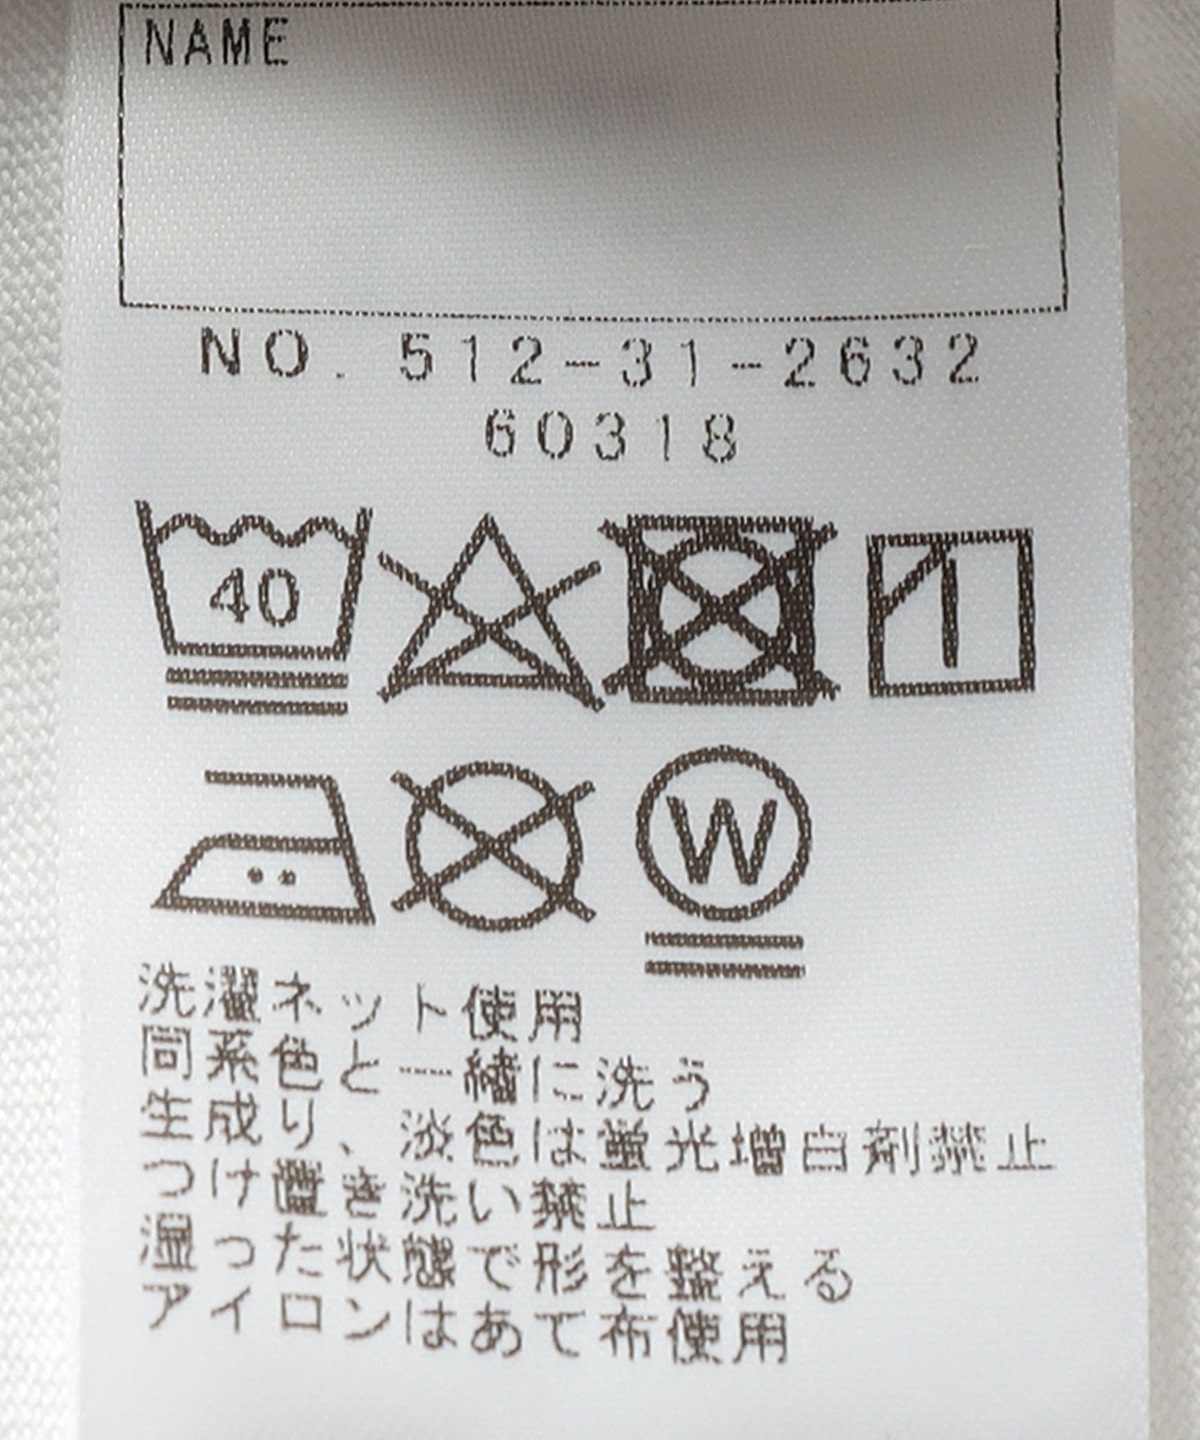 NAME
NO. 512-31-2632
60318
40
W
洗濯ネット使用
同系色と一緒に洗う
生成り、淡色は蛍光増白剤禁止
つけ置き洗い禁止
湿った状態で形を整える
アイロンはあて布使用